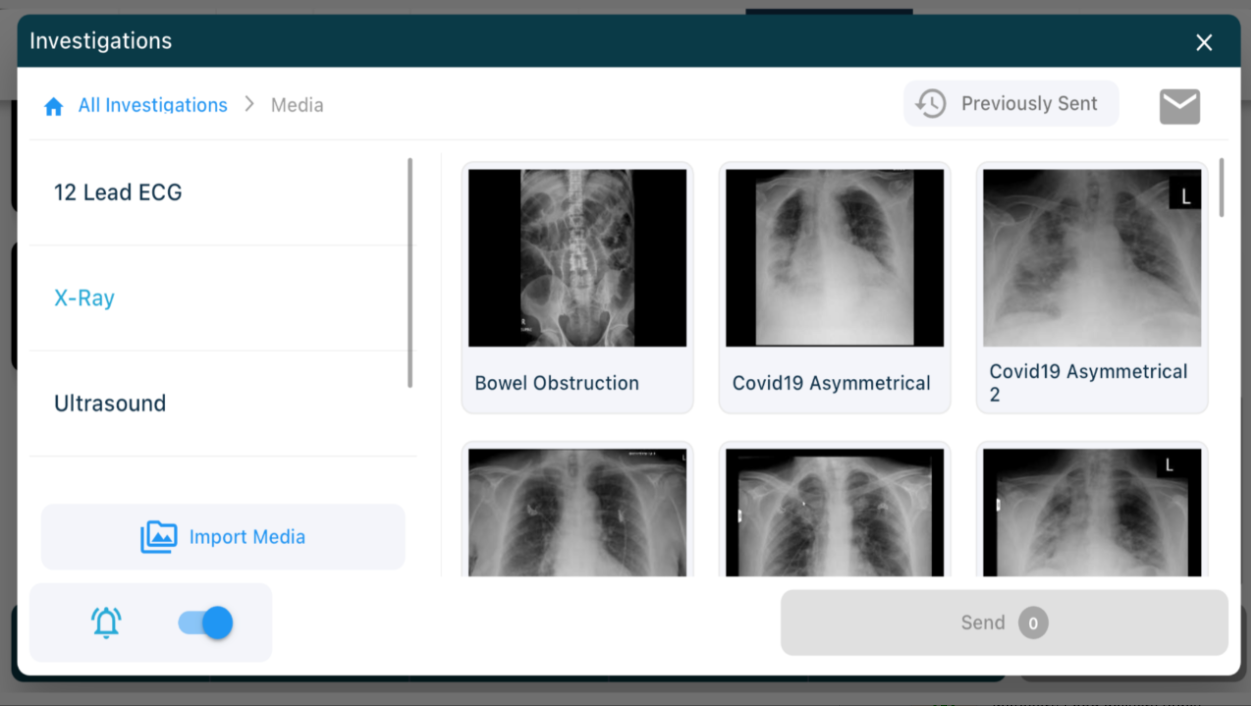 Investigations
All Investigations > Media
Previously Sent
12 Lead ECG
X-Ray
Ultrasound
Import Media
L
Bowel Obstruction
Covid19 Asymmetrical
Covid19 Asymmetrical
2
L
Send 0